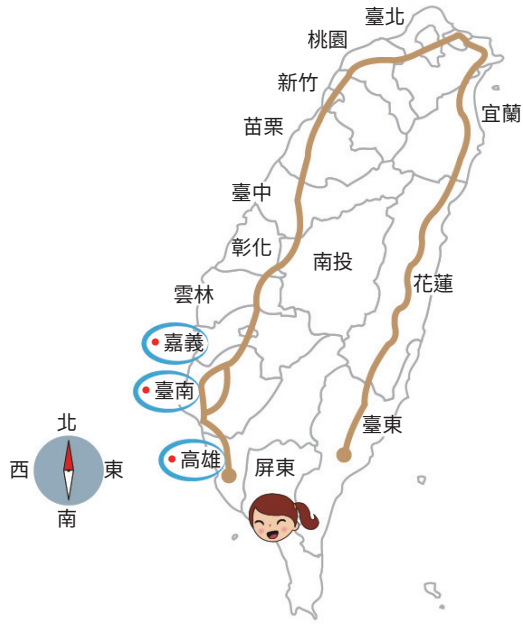 臺北
桃園
新竹
宜蘭
苗栗
臺中
彰化
南投
雲林
花蓮
嘉義
臺南
臺東
北
高雄
屏東
西
東
南